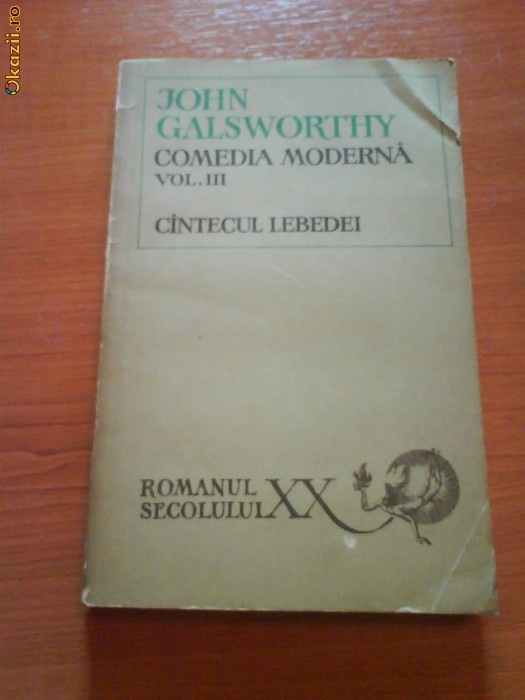 Okazii.ro
JOHN
GALSWORTHY
COMEDIA MODERNĂ
VOL. III
CÎNTECUL LEBEDEI
ROMANUL
SECOLULUI XX